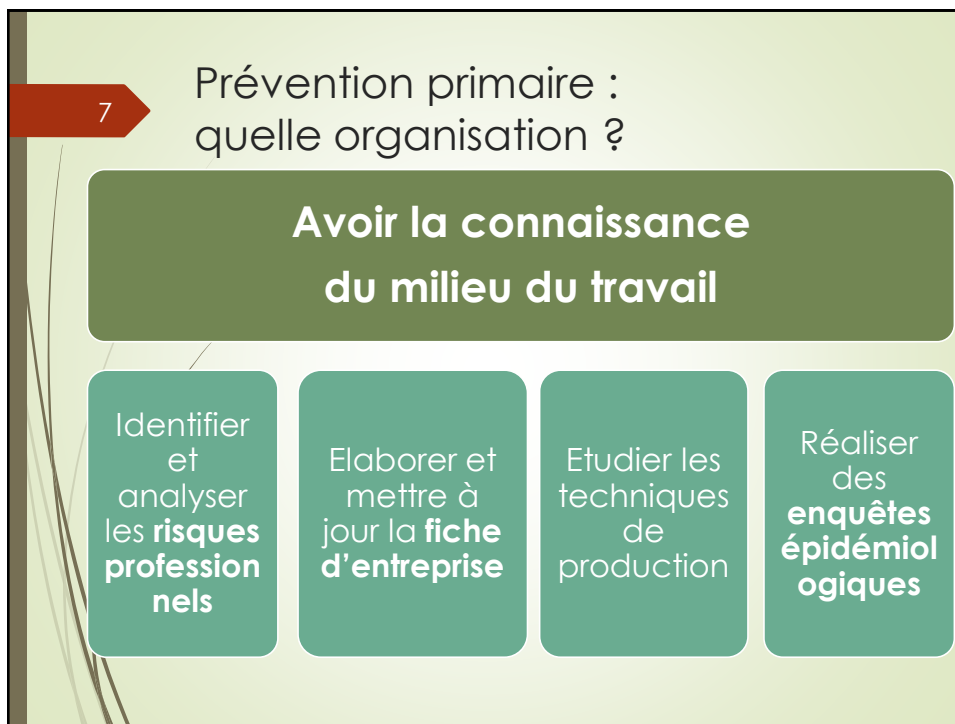 7
Prévention primaire :
quelle organisation ?
Avoir la connaissance
du milieu du travail
Identifier
et
analyser
les risques
profession
nels
Elaborer et
mettre à
jour la fiche
d’entreprise
Etudier les
techniques
de
production
Réaliser
des
enquêtes
épidémiol
ogiques